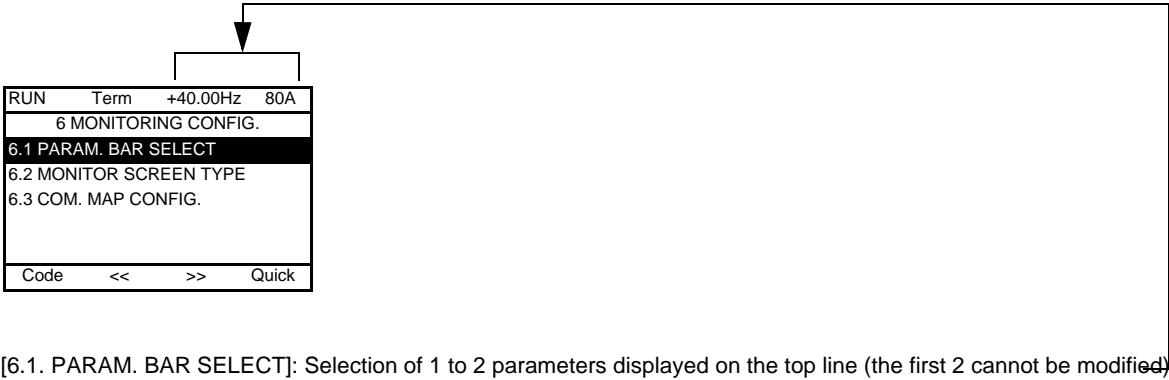 RUN Term +40.00Hz 80A
6 MONITORING CONFIG.
6.1 PARAM. BAR SELECT
6.2 MONITOR SCREEN TYPE
6.3 COM. MAP CONFIG.
Code << >> Quick
[6.1. PARAM. BAR SELECT]: Selection of 1 to 2 parameters displayed on the top line (the first 2 cannot be modified)